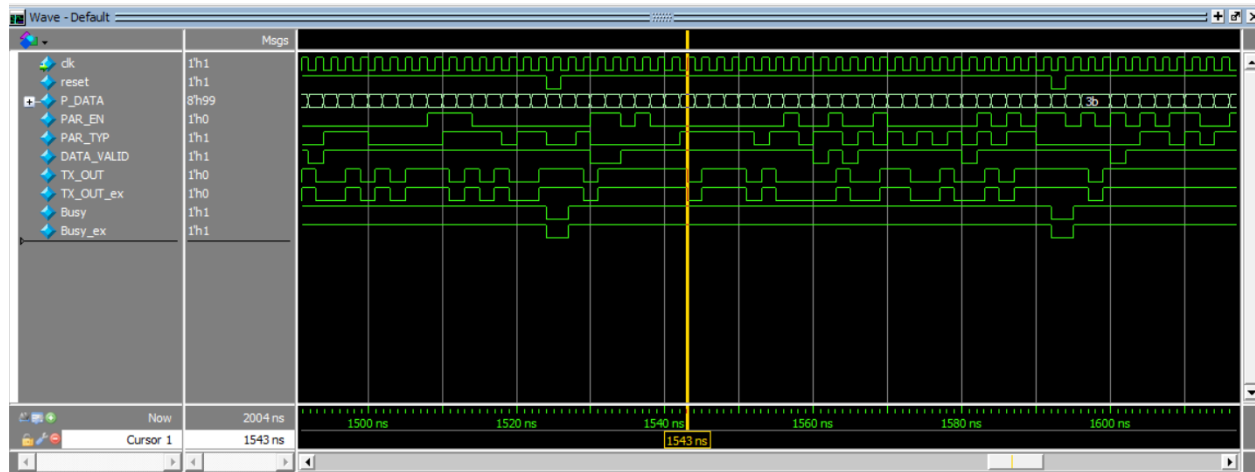 Wave - Default
Msgs
clk 1'h1
reset 1'h1
P_DATA 8'h99 3b
PAR_EN 1'h0
PAR_TYP 1'h1
DATA_VALID 1'h1
TX_OUT 1'h0
TX_OUT_ex 1'h0
Busy 1'h1
Busy_ex 1'h1
Now 2004 ns 1500 ns 1520 ns 1540 ns 1560 ns 1580 ns 1600 ns
Cursor 1 1543 ns 1543 ns